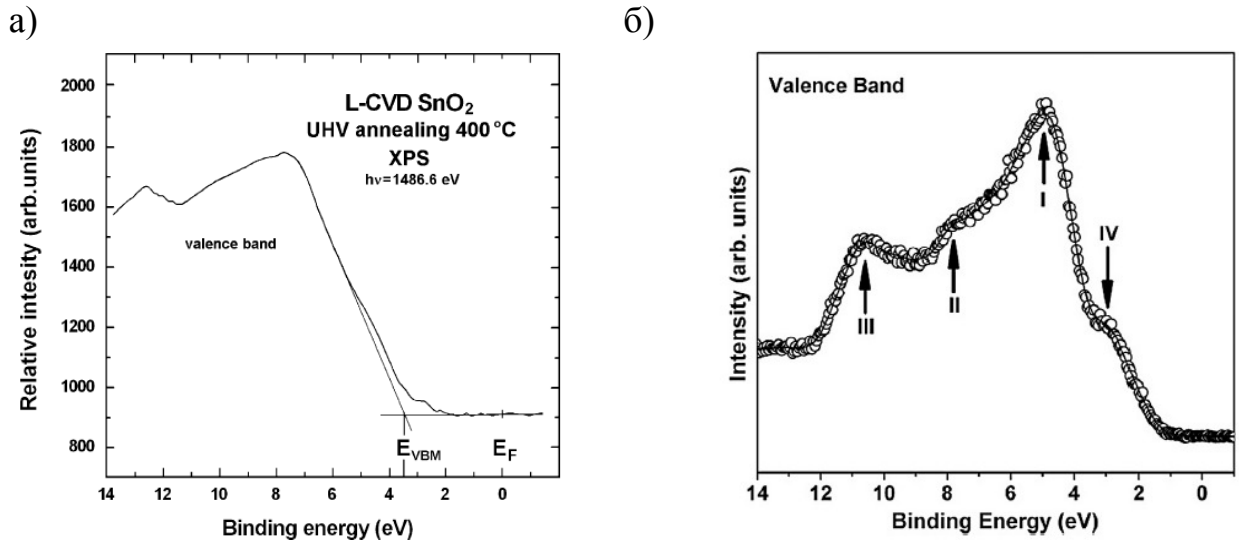 а)
2000
1800
1600
1400
1200
1000
800
Relative intesity (arb.units)
L-CVD SnO₂
UHV annealing 400 °C
XPS
hν=1486.6 eV
valence band
E_VBM
E_F
14 12 10 8 6 4 2 0
Binding energy (eV)
б)
Valence Band
Intensity (arb. units)
I
IV
II
III
14 12 10 8 6 4 2 0
Binding Energy (eV)